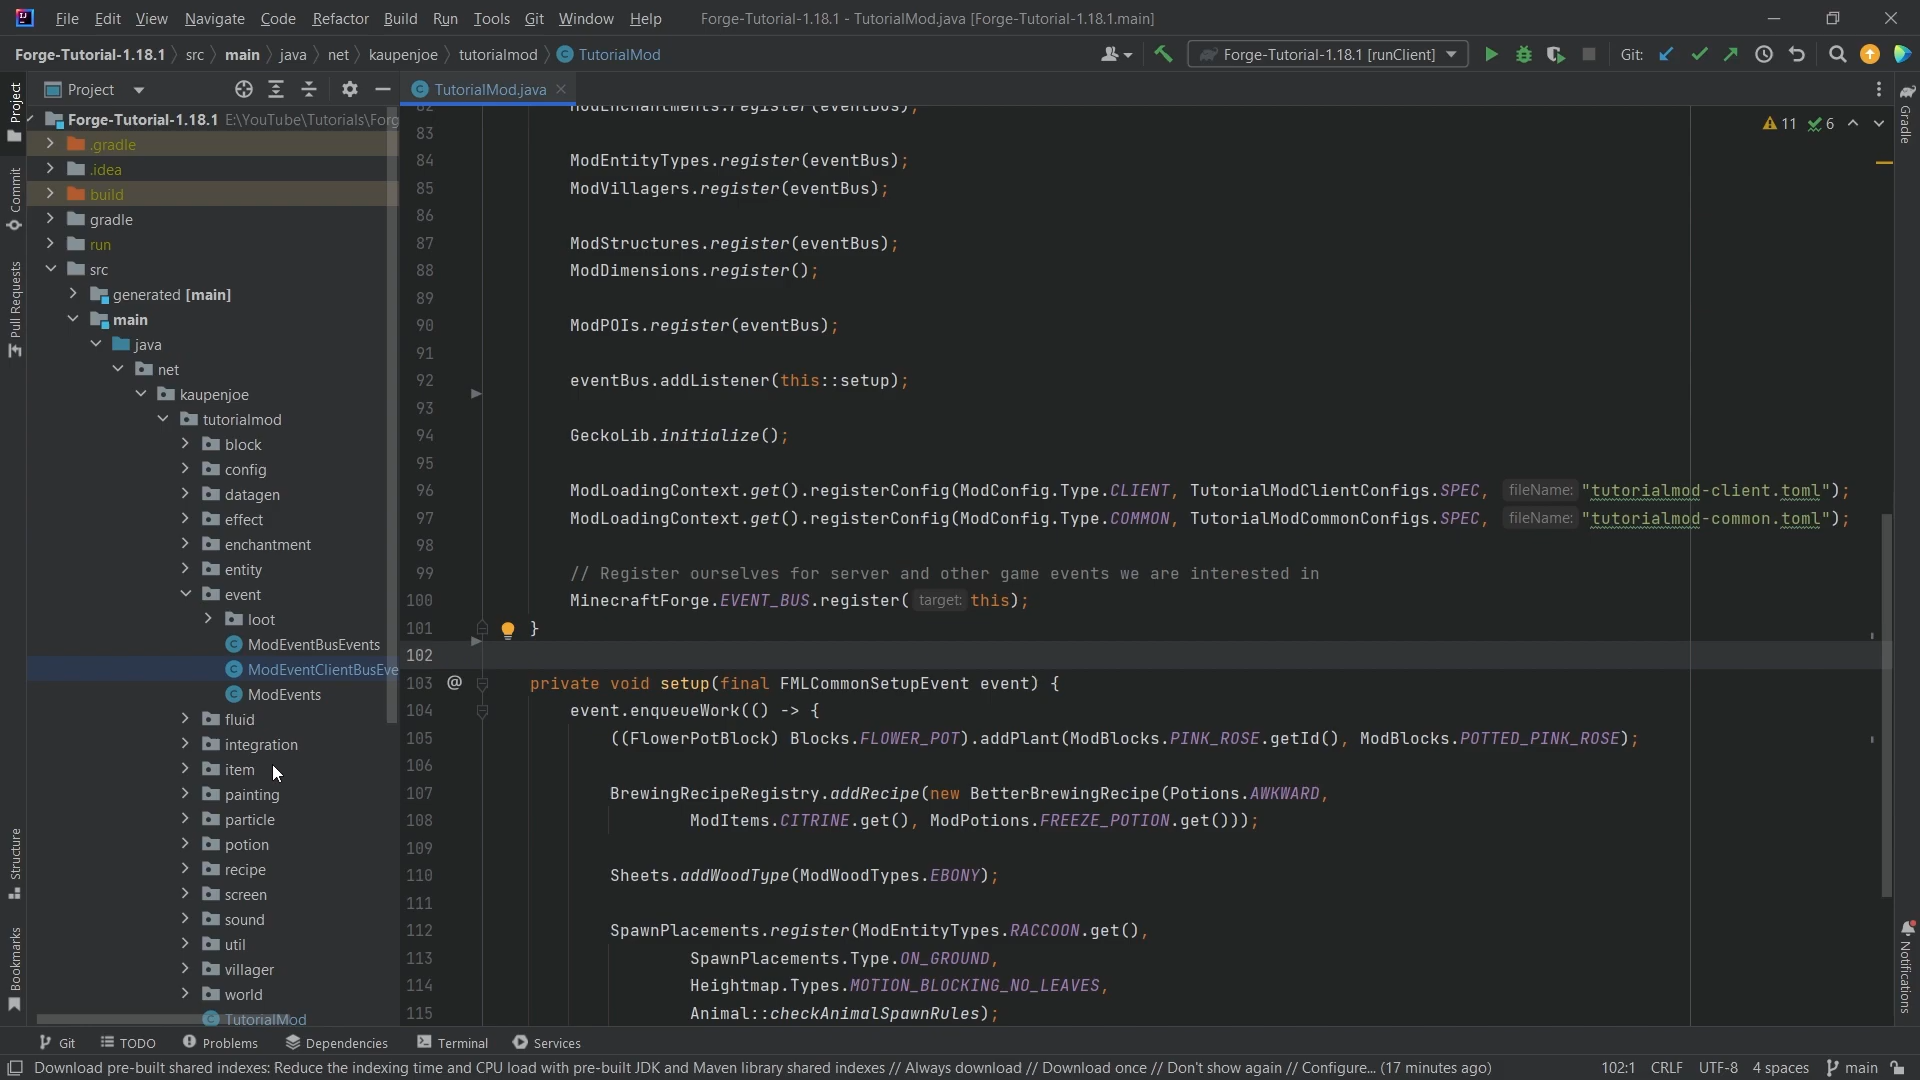 File Edit View Navigate Code Refactor Build Run Tools Git Window Help Forge-Tutorial-1.18.1 - TutorialMod.java [Forge-Tutorial-1.18.1.main]
Forge-Tutorial-1.18.1 src main java net kaupenjoe tutorialmod TutorialMod Forge-Tutorial-1.18.1 [runClient] Git:
Project TutorialMod.java
Forge-Tutorial-1.18.1 E:\YouTube\Tutorials\Forg
.gradle
.idea
build
gradle
run
src
generated [main]
main
java
net
kaupenjoe
tutorialmod
block
config
datagen
effect
enchantment
entity
event
loot
ModEventBusEvents
ModEventClientBusEve
ModEvents
fluid
integration
item
painting
particle
potion
recipe
screen
sound
util
villager
world
TutorialMod
Project
Commit
Pull Requests
Structure
Bookmarks
11 6
82 ModEnchantments.register(eventBus);
83
84 ModEntityTypes.register(eventBus);
85 ModVillagers.register(eventBus);
86
87 ModStructures.register(eventBus);
88 ModDimensions.register();
89
90 ModPOIs.register(eventBus);
91
92 eventBus.addListener(this::setup);
93
94 GeckoLib.initialize();
95
96 ModLoadingContext.get().registerConfig(ModConfig.Type.CLIENT, TutorialModClientConfigs.SPEC, fileName: "tutorialmod-client.toml");
97 ModLoadingContext.get().registerConfig(ModConfig.Type.COMMON, TutorialModCommonConfigs.SPEC, fileName: "tutorialmod-common.toml");
98
99 // Register ourselves for server and other game events we are interested in
100 MinecraftForge.EVENT_BUS.register( target: this);
101 }
102
103 @ private void setup(final FMLCommonSetupEvent event) {
104 event.enqueueWork(() -> {
105 ((FlowerPotBlock) Blocks.FLOWER_POT).addPlant(ModBlocks.PINK_ROSE.getId(), ModBlocks.POTTED_PINK_ROSE);
106
107 BrewingRecipeRegistry.addRecipe(new BetterBrewingRecipe(Potions.AWKWARD,
108 ModItems.CITRINE.get(), ModPotions.FREEZE_POTION.get()));
109
110 Sheets.addWoodType(ModWoodTypes.EBONY);
111
112 SpawnPlacements.register(ModEntityTypes.RACCOON.get(),
113 SpawnPlacements.Type.ON_GROUND,
114 Heightmap.Types.MOTION_BLOCKING_NO_LEAVES,
115 Animal::checkAnimalSpawnRules);
Gradle
Notifications
Git TODO Problems Dependencies Terminal Services
Download pre-built shared indexes: Reduce the indexing time and CPU load with pre-built JDK and Maven library shared indexes // Always download // Download once // Don't show again // Configure... (17 minutes ago) 102:1 CRLF UTF-8 4 spaces main